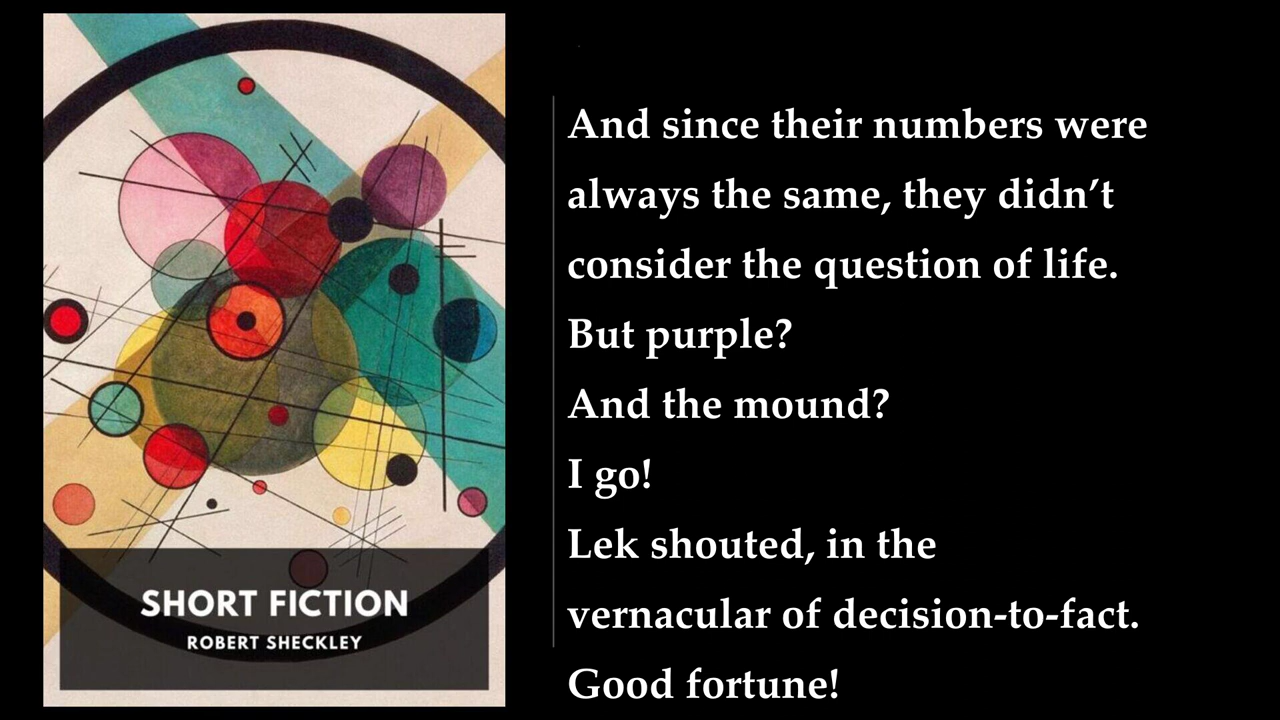 SHORT FICTION
ROBERT SHECKLEY
And since their numbers were
always the same, they didn’t
consider the question of life.
But purple?
And the mound?
I go!
Lek shouted, in the
vernacular of decision-to-fact.
Good fortune!